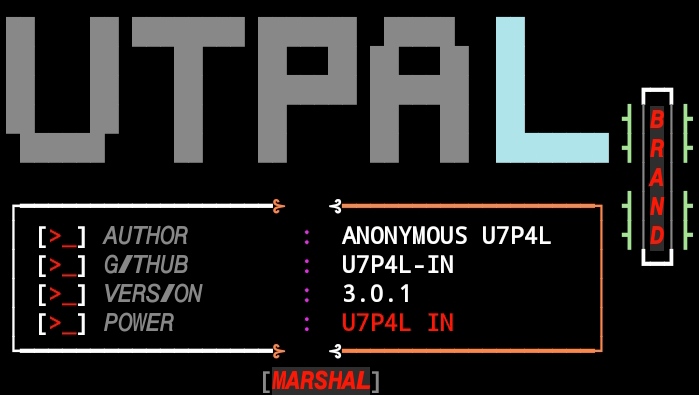 UTPAL
BRAND
[>_] AUTHOR : ANONYMOUS U7P4L
[>_] G/THUB : U7P4L-IN
[>_] VERS/ON : 3.0.1
[>_] POWER : U7P4L IN
[MARSHAL]